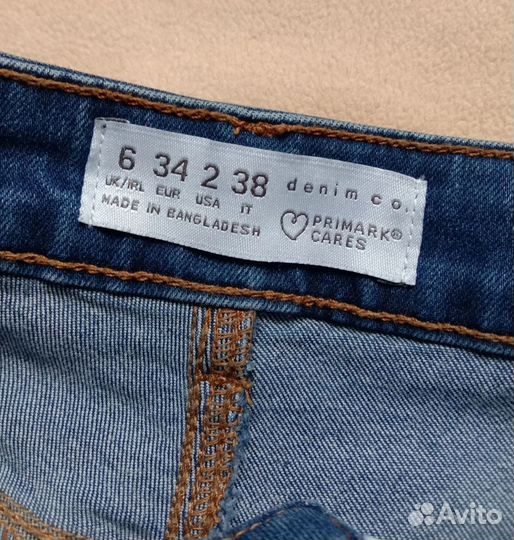 6 34 2 38 denim co.
UK/IRL EUR USA IT
MADE IN BANGLADESH
PRIMARK®
CARES
Avito